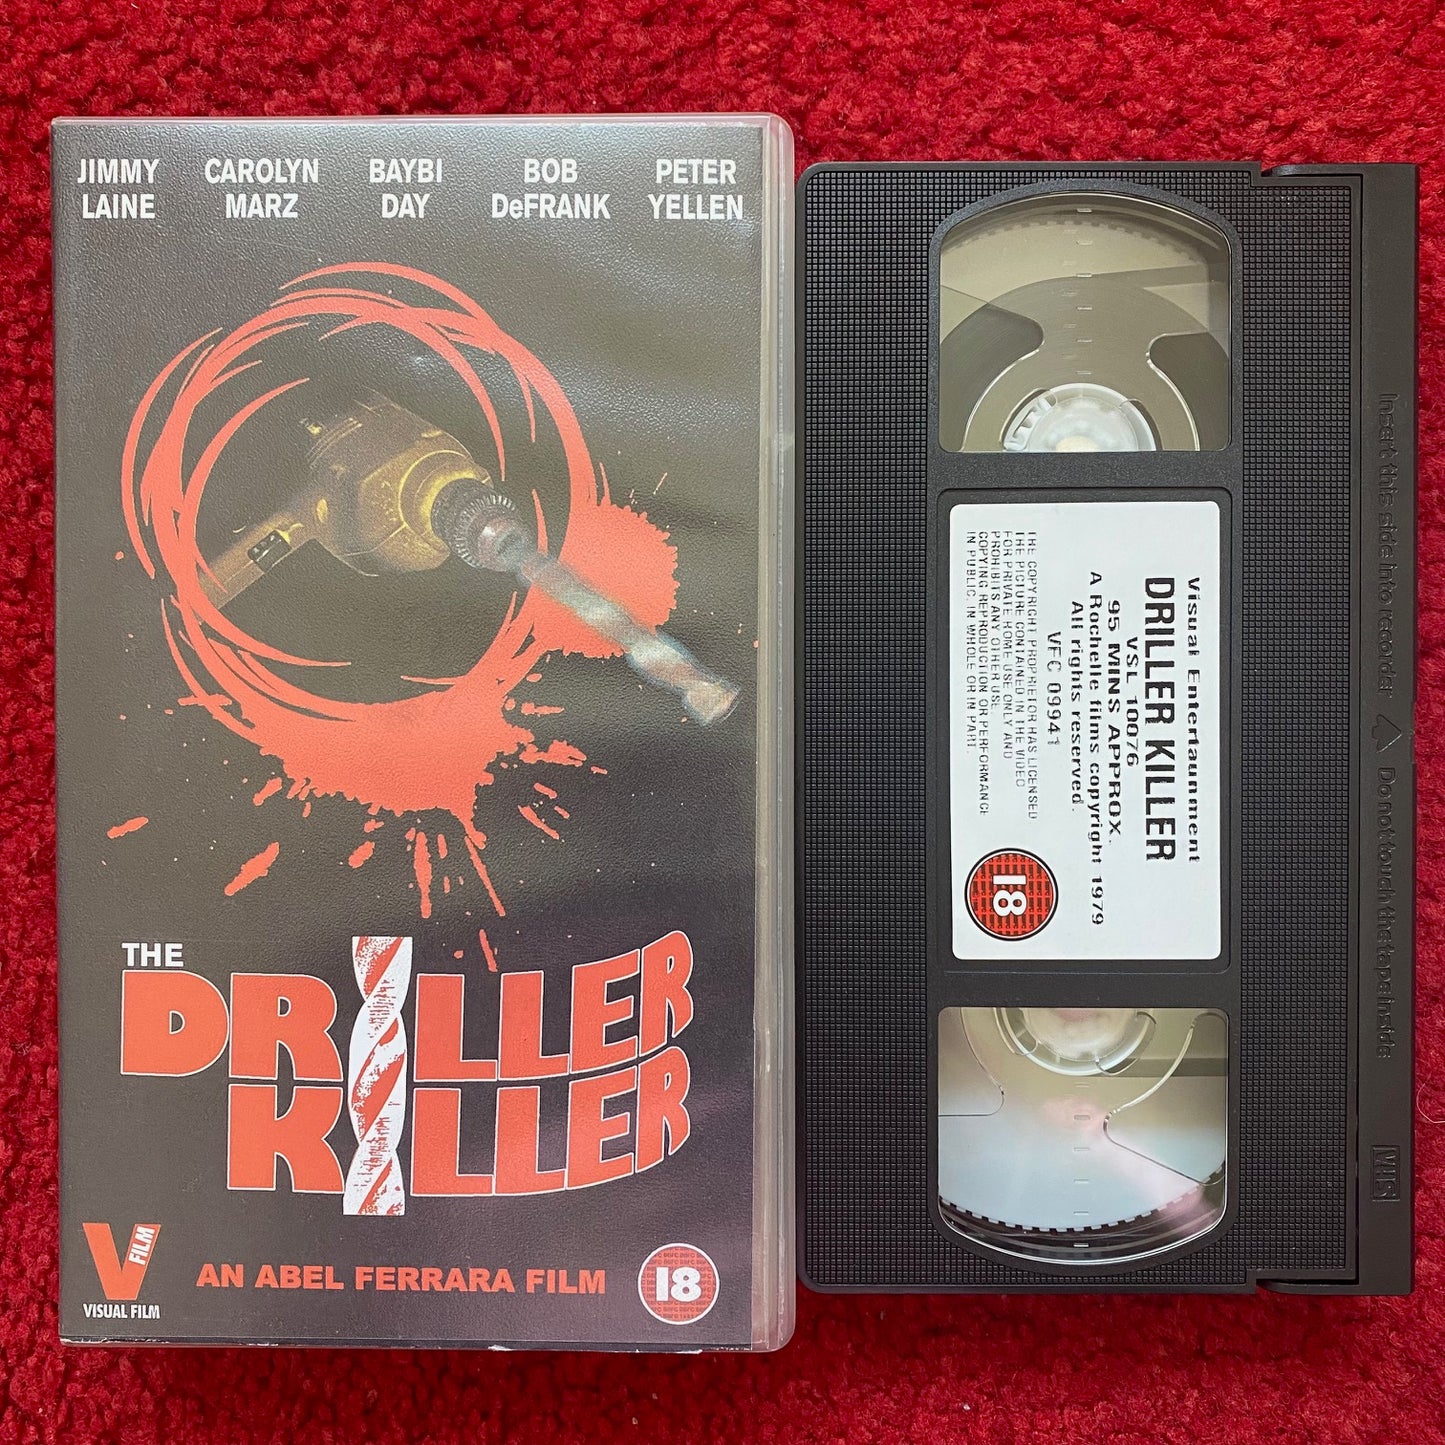 JIMMY LAINE
CAROLYN MARZ
BAYBI DAY
BOB DeFRANK
PETER YELLEN
THE
DRILLER
KILLER
V FILM
VISUAL FILM
AN ABEL FERRARA FILM
18
Visual Entertaunment
DRILLER KILLER
VSL 10076
95 MNS APPROX.
A Rochelle films copyright 1979
All rights reserved.
VFC 09941
THE COPYRIGHT PROPRIETOR HAS LICENSED
THE PICTURE CONTAINED IN THE VIDEO
FOR PRIVATE HOME USE ONLY AND
PROHIBITS ANY OTHER USE
COPYING REPRODUCTION OR PERFORMANCE
IN PUBLIC, IN WHOLE OR IN PART.
18
Insert this side into recorder
Do not touch the tape inside
VHS